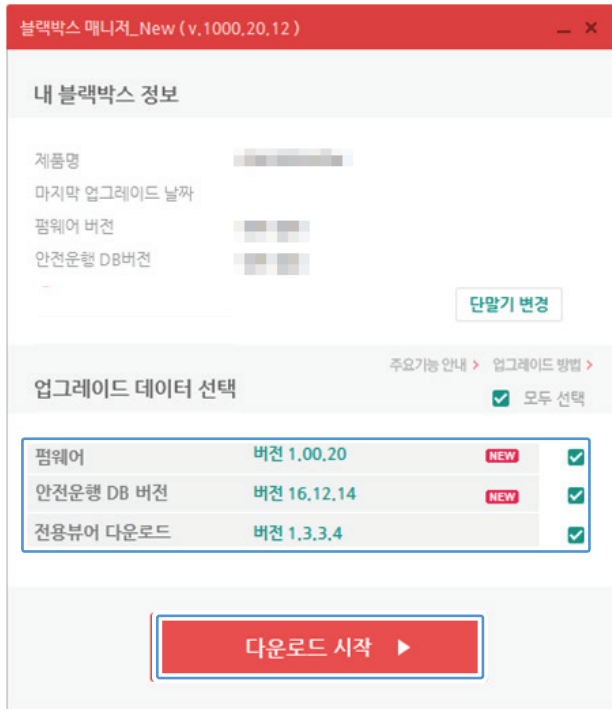 블랙박스 매니저_New ( v.1000.20.12 )
내 블랙박스 정보
제품명
마지막 업그레이드 날짜
펌웨어 버전
안전운행 DB버전
단말기 변경
주요기능 안내 > 업그레이드 방법 >
업그레이드 데이터 선택
모두 선택
펌웨어 버전 1.00.20 NEW
안전운행 DB 버전 버전 16.12.14 NEW
전용뷰어 다운로드 버전 1.3.3.4
다운로드 시작